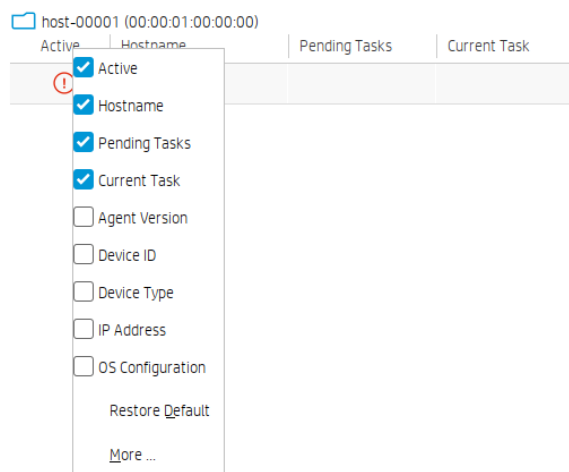 host-00001 (00:00:01:00:00:00)
Active Hostname Pending Tasks Current Task
Active
Hostname
Pending Tasks
Current Task
Agent Version
Device ID
Device Type
IP Address
OS Configuration
Restore Default
More ...